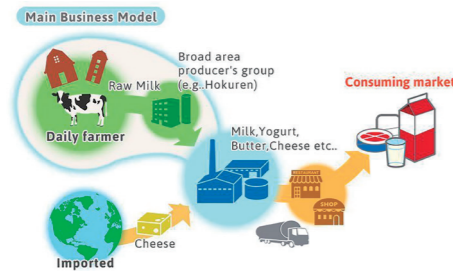 Main Business Model
Broad area
producer's group
(e.g..Hokuren)
Raw Milk
Daily farmer
Consuming market
Milk,Yogurt,
Butter,Cheese etc..
RESTAURANT
SHOP
Cheese
Imported